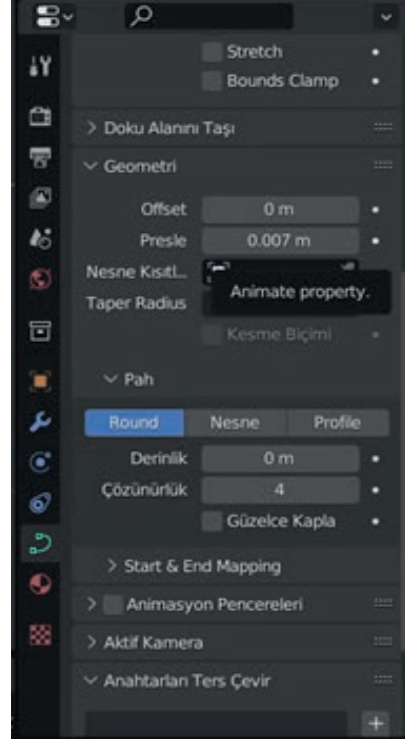 Stretch
Bounds Clamp
Doku Alanını Taşı
Geometri
Offset 0 m
Presle 0.007 m
Nesne Kısıtl...
Animate property.
Taper Radius
Kesme Biçimi
Pah
Round Nesne Profile
Derinlik 0 m
Çözünürlük 4
Güzelce Kapla
Start & End Mapping
Animasyon Pencereleri
Aktif Kamera
Anahtarları Ters Çevir